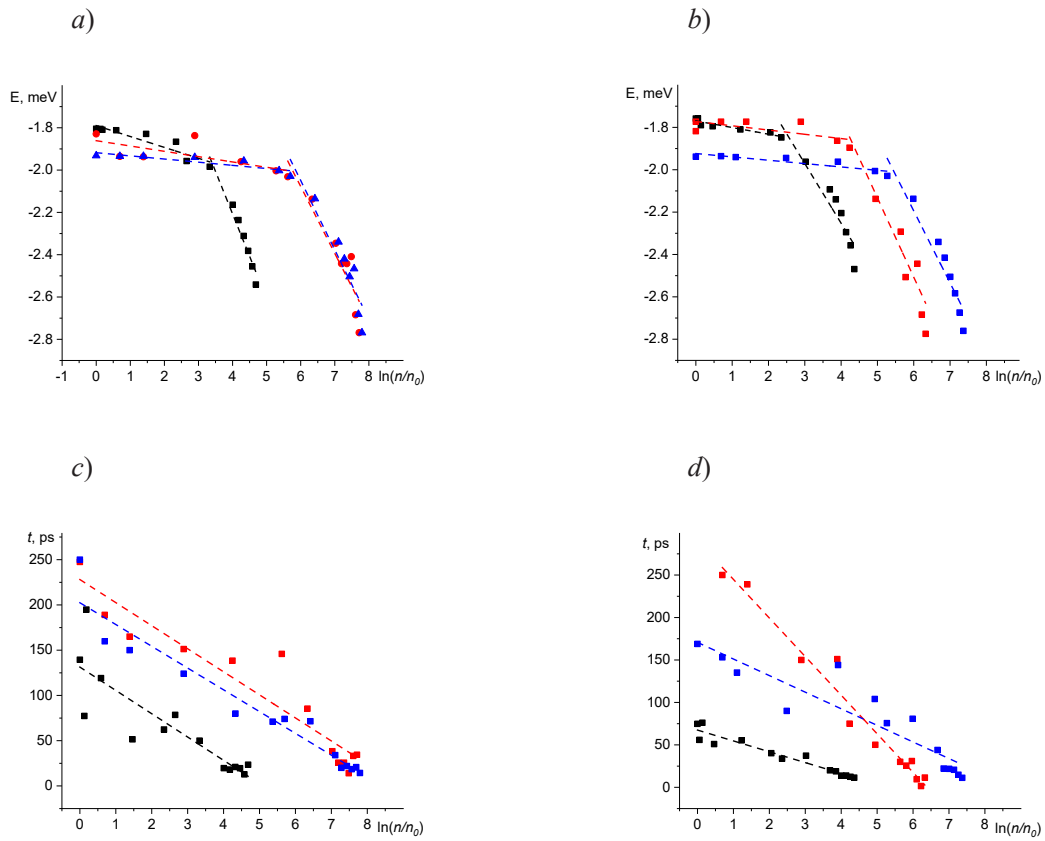 a)
b)
E, meV
-1.8
-2.0
-2.2
-2.4
-2.6
-2.8
-1 0 1 2 3 4 5 6 7 8 ln(n/n0)
E, meV
-1.8
-2.0
-2.2
-2.4
-2.6
-2.8
0 1 2 3 4 5 6 7 8 ln(n/n0)
c)
d)
t, ps
250
200
150
100
50
0
0 1 2 3 4 5 6 7 8 ln(n/n0)
t, ps
250
200
150
100
50
0
0 1 2 3 4 5 6 7 8 ln(n/n0)